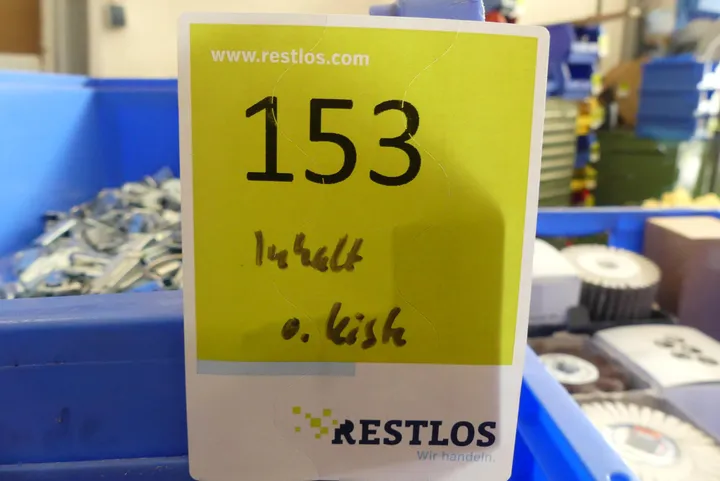 www.restlos.com
153
Inhalt
o. Kiste
RESTLOS
Wir handeln.